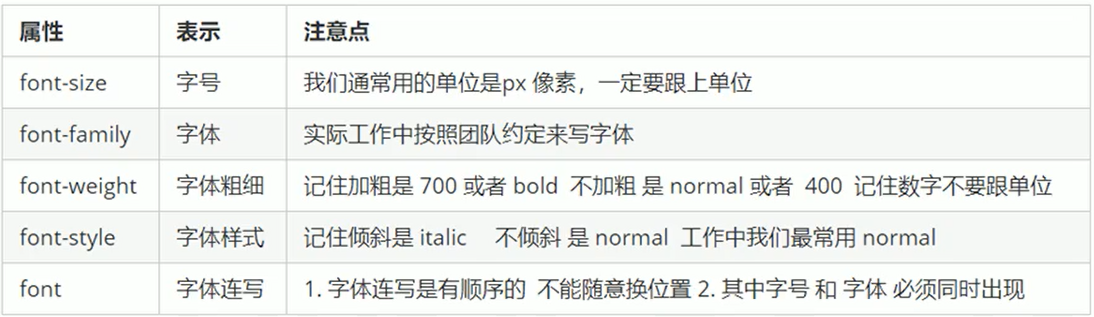 属性 表示 注意点
font-size 字号 我们通常用的单位是px 像素，一定要跟上单位
font-family 字体 实际工作中按照团队约定来写字体
font-weight 字体粗细 记住加粗是 700 或者 bold 不加粗 是 normal 或者 400 记住数字不要跟单位
font-style 字体样式 记住倾斜是 italic 不倾斜 是 normal 工作中我们最常用 normal
font 字体连写 1. 字体连写是有顺序的 不能随意换位置 2. 其中字号 和 字体 必须同时出现